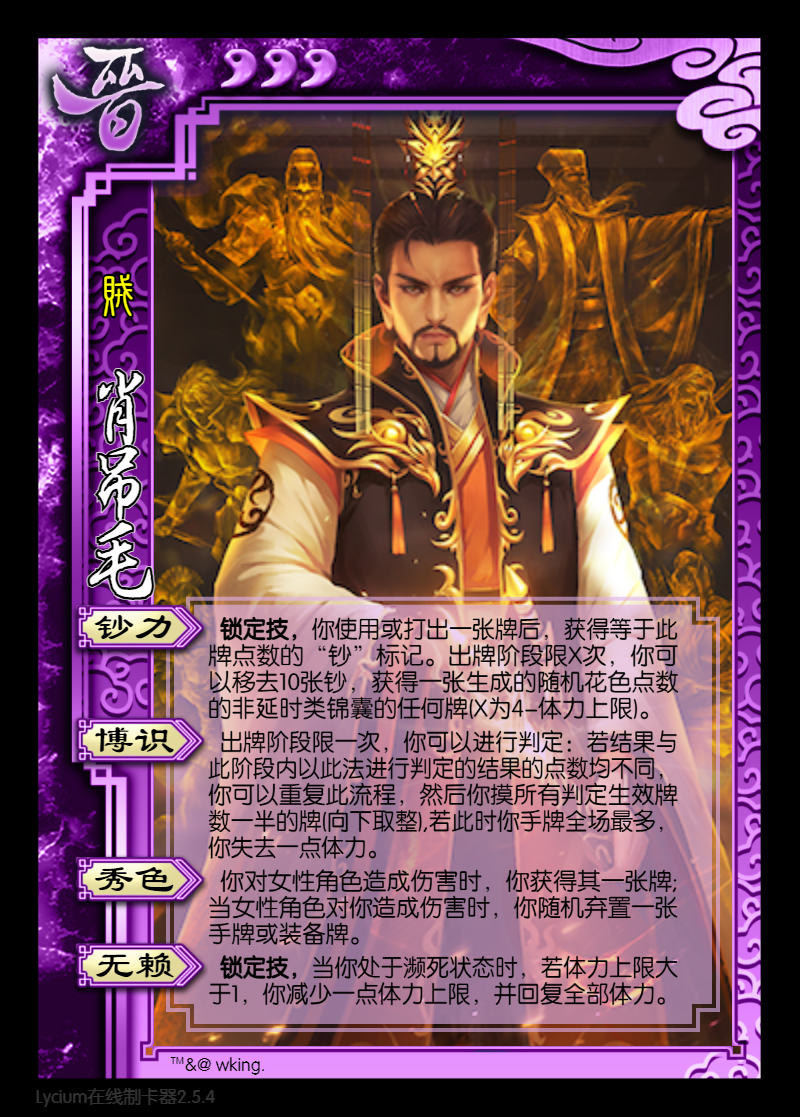 晋
賊
肖吊毛
钞力
锁定技，你使用或打出一张牌后，获得等于此
牌点数的“钞”标记。出牌阶段限X次，你可
以移去10张钞，获得一张生成的随机花色点数
的非延时类锦囊的任何牌(X为4-体力上限)。
博识
出牌阶段限一次，你可以进行判定：若结果与
此阶段内以此法进行判定的结果的点数均不同，
你可以重复此流程，然后你摸所有判定生效牌
数一半的牌(向下取整),若此时你手牌全场最多，
你失去一点体力。
秀色
你对女性角色造成伤害时，你获得其一张牌;
当女性角色对你造成伤害时，你随机弃置一张
手牌或装备牌。
无赖
锁定技，当你处于濒死状态时，若体力上限大
于1，你减少一点体力上限，并回复全部体力。
™&@ wking.
Lycium在线制卡器2.5.4